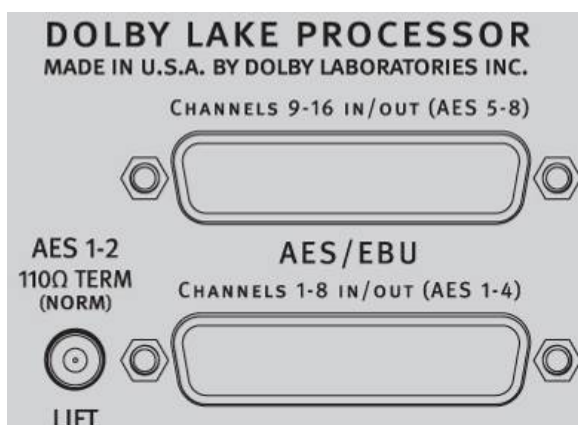 DOLBY LAKE PROCESSOR
MADE IN U.S.A. BY DOLBY LABORATORIES INC.
CHANNELS 9-16 IN/OUT (AES 5-8)
AES 1-2
110Ω TERM
(NORM)
AES/EBU
CHANNELS 1-8 IN/OUT (AES 1-4)
LIFT